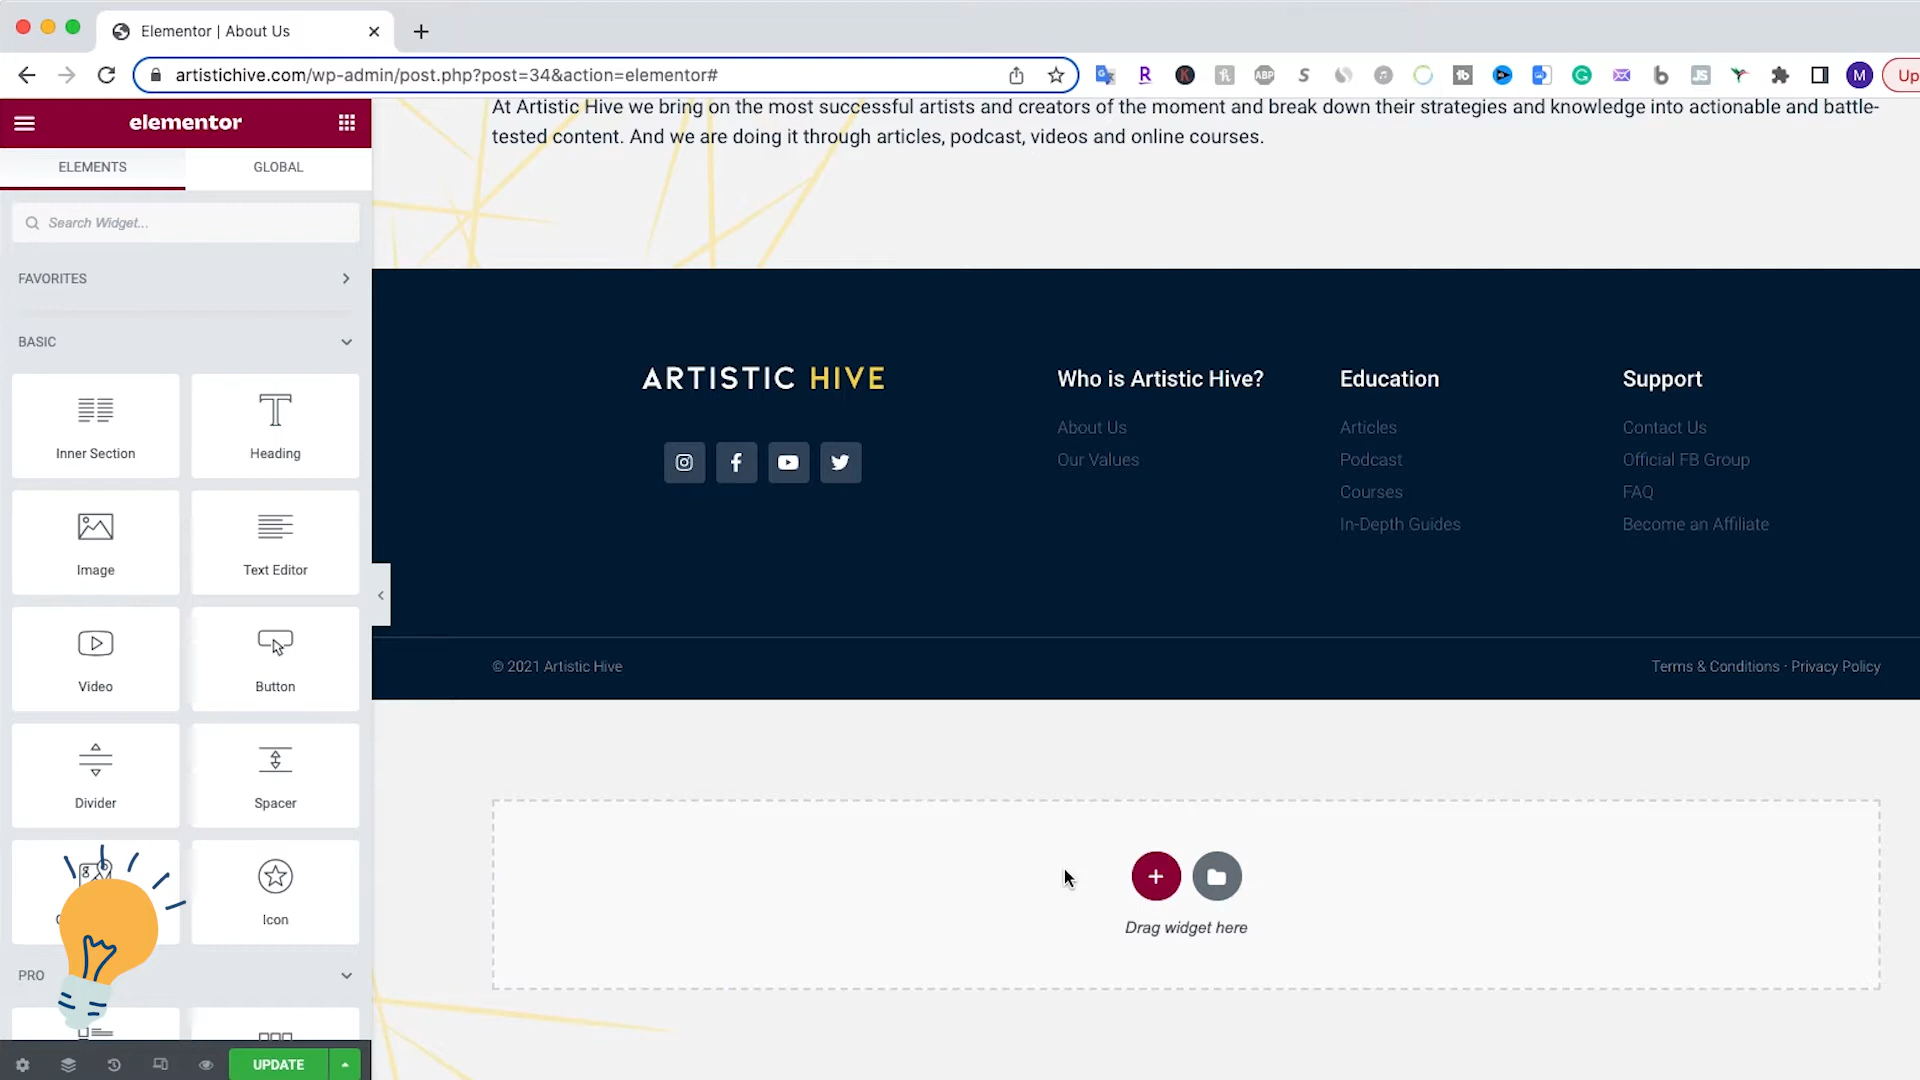 Elementor | About Us
artistichive.com/wp-admin/post.php?post=34&action=elementor#
Up
elementor
ELEMENTS
GLOBAL
Search Widget...
FAVORITES
BASIC
Inner Section
Heading
Image
Text Editor
Video
Button
Divider
Spacer
Icon
PRO
UPDATE
At Artistic Hive we bring on the most successful artists and creators of the moment and break down their strategies and knowledge into actionable and battle-
tested content. And we are doing it through articles, podcast, videos and online courses.
ARTISTIC HIVE
Who is Artistic Hive?
About Us
Our Values
Education
Articles
Podcast
Courses
In-Depth Guides
Support
Contact Us
Official FB Group
FAQ
Become an Affiliate
© 2021 Artistic Hive
Terms & Conditions · Privacy Policy
Drag widget here